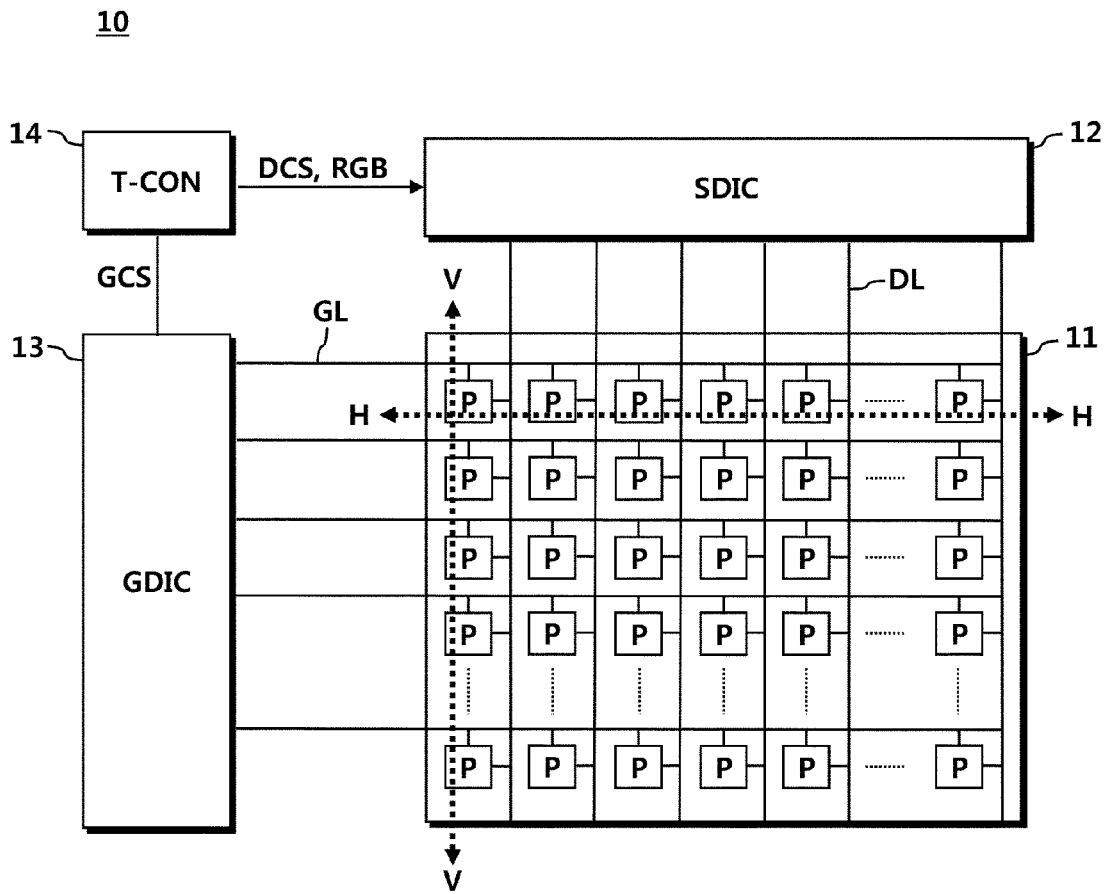 10
14
T-CON
DCS, RGB
12
SDIC
GCS
V
DL
13
GL
11
P P P P P P
H H
P P P P P P
P P P P P P
GDIC
P P P P P P
P P P P P P
V